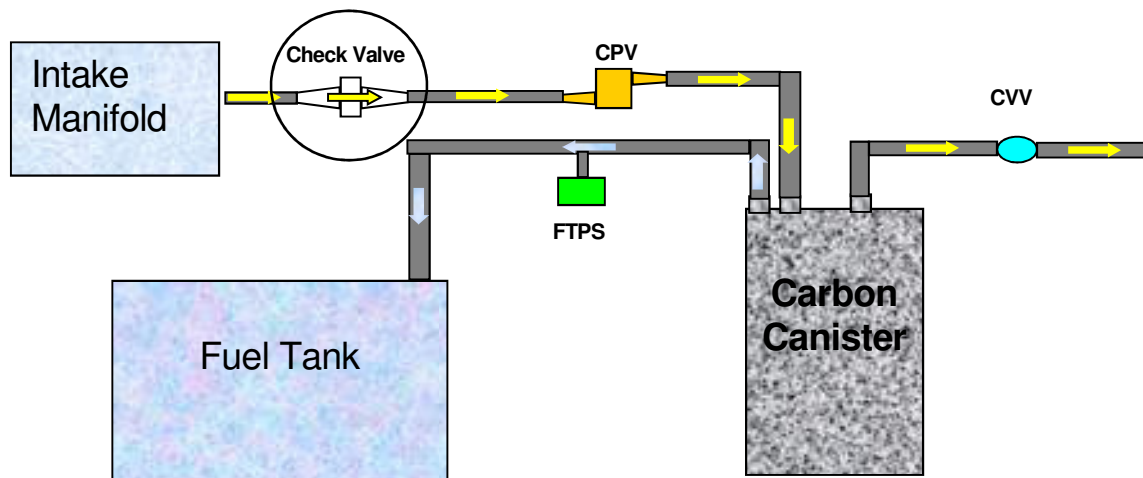 Intake
Manifold
Check Valve
CPV
CVV
FTPS
Fuel Tank
Carbon
Canister